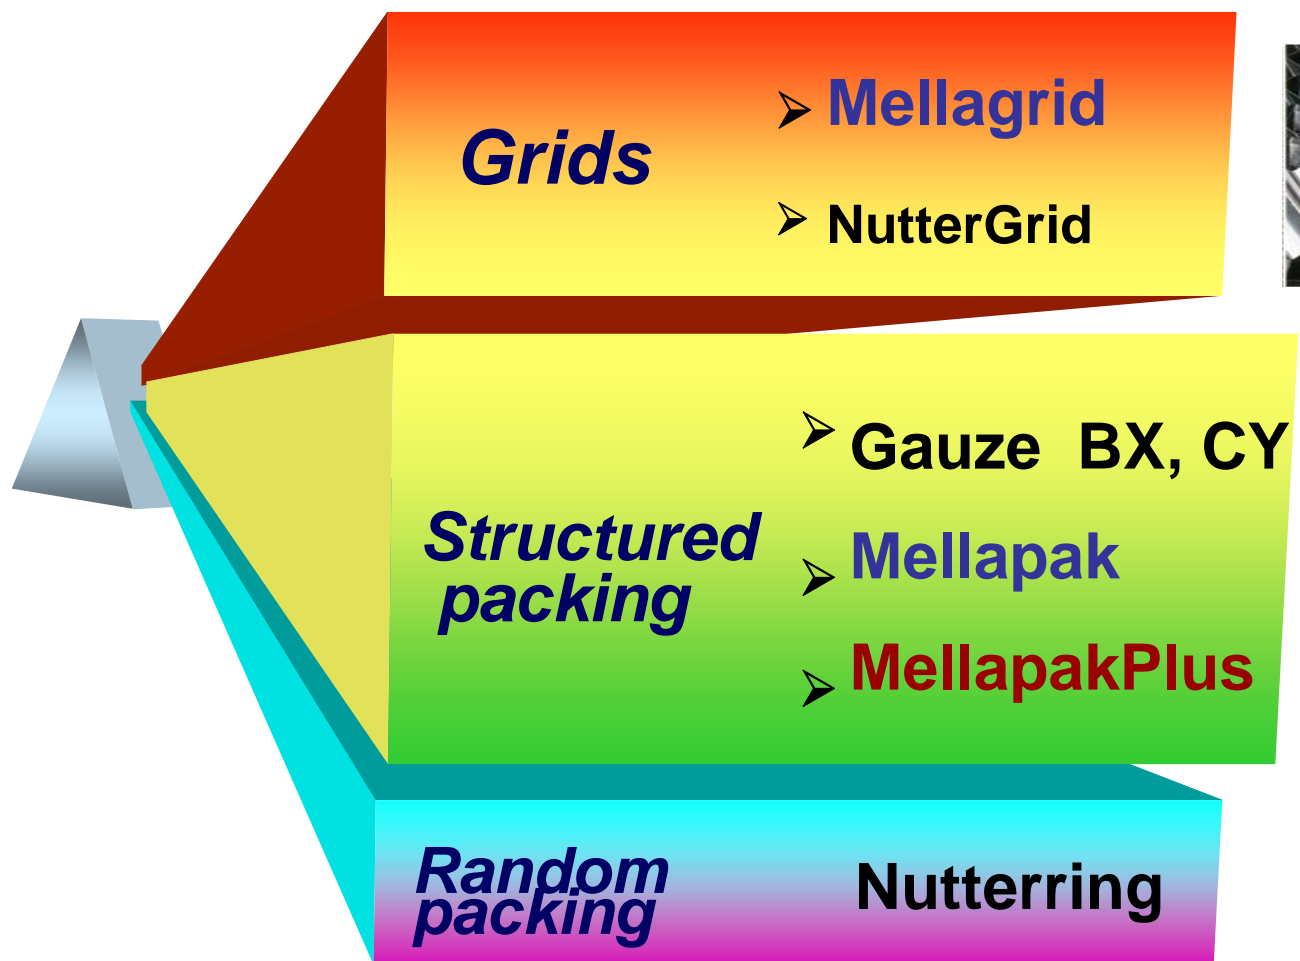 Grids
➢ Mellagrid
➢ NutterGrid
Structured
packing
➢ Gauze BX, CY
➢ Mellapak
➢ MellapakPlus
Random
packing
Nutterring